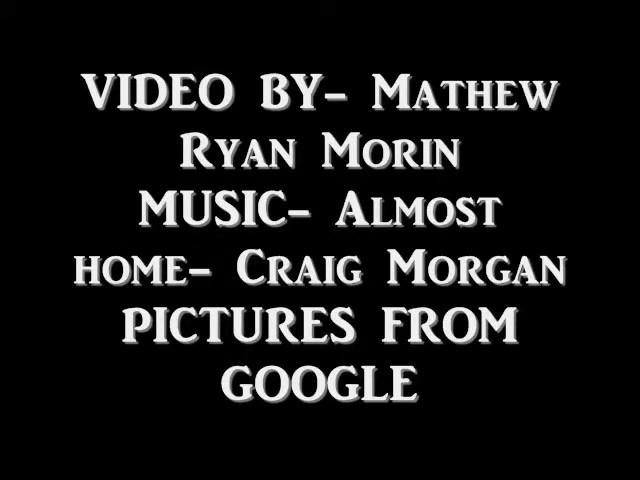 VIDEO BY- Mathew
Ryan Morin
MUSIC- Almost
home- Craig Morgan
PICTURES FROM
GOOGLE